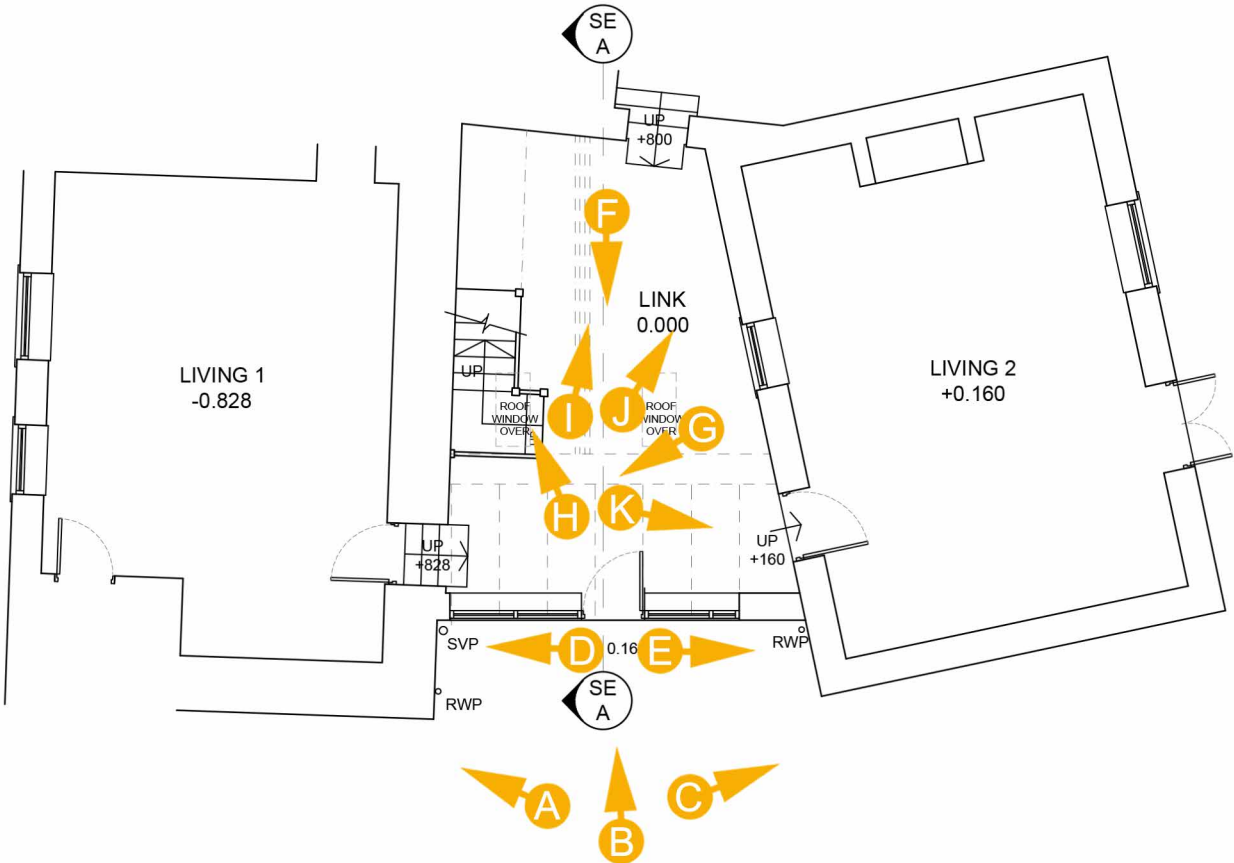 SE
A
UP
+800
F
LINK
0.000
LIVING 1
-0.828
LIVING 2
+0.160
UP
ROOF
WINDOW
OVER
I
J
ROOF
WINDOW
OVER
G
H
K
UP
+828
UP
+160
SVP
D
0.16
E
RWP
RWP
SE
A
A
B
C